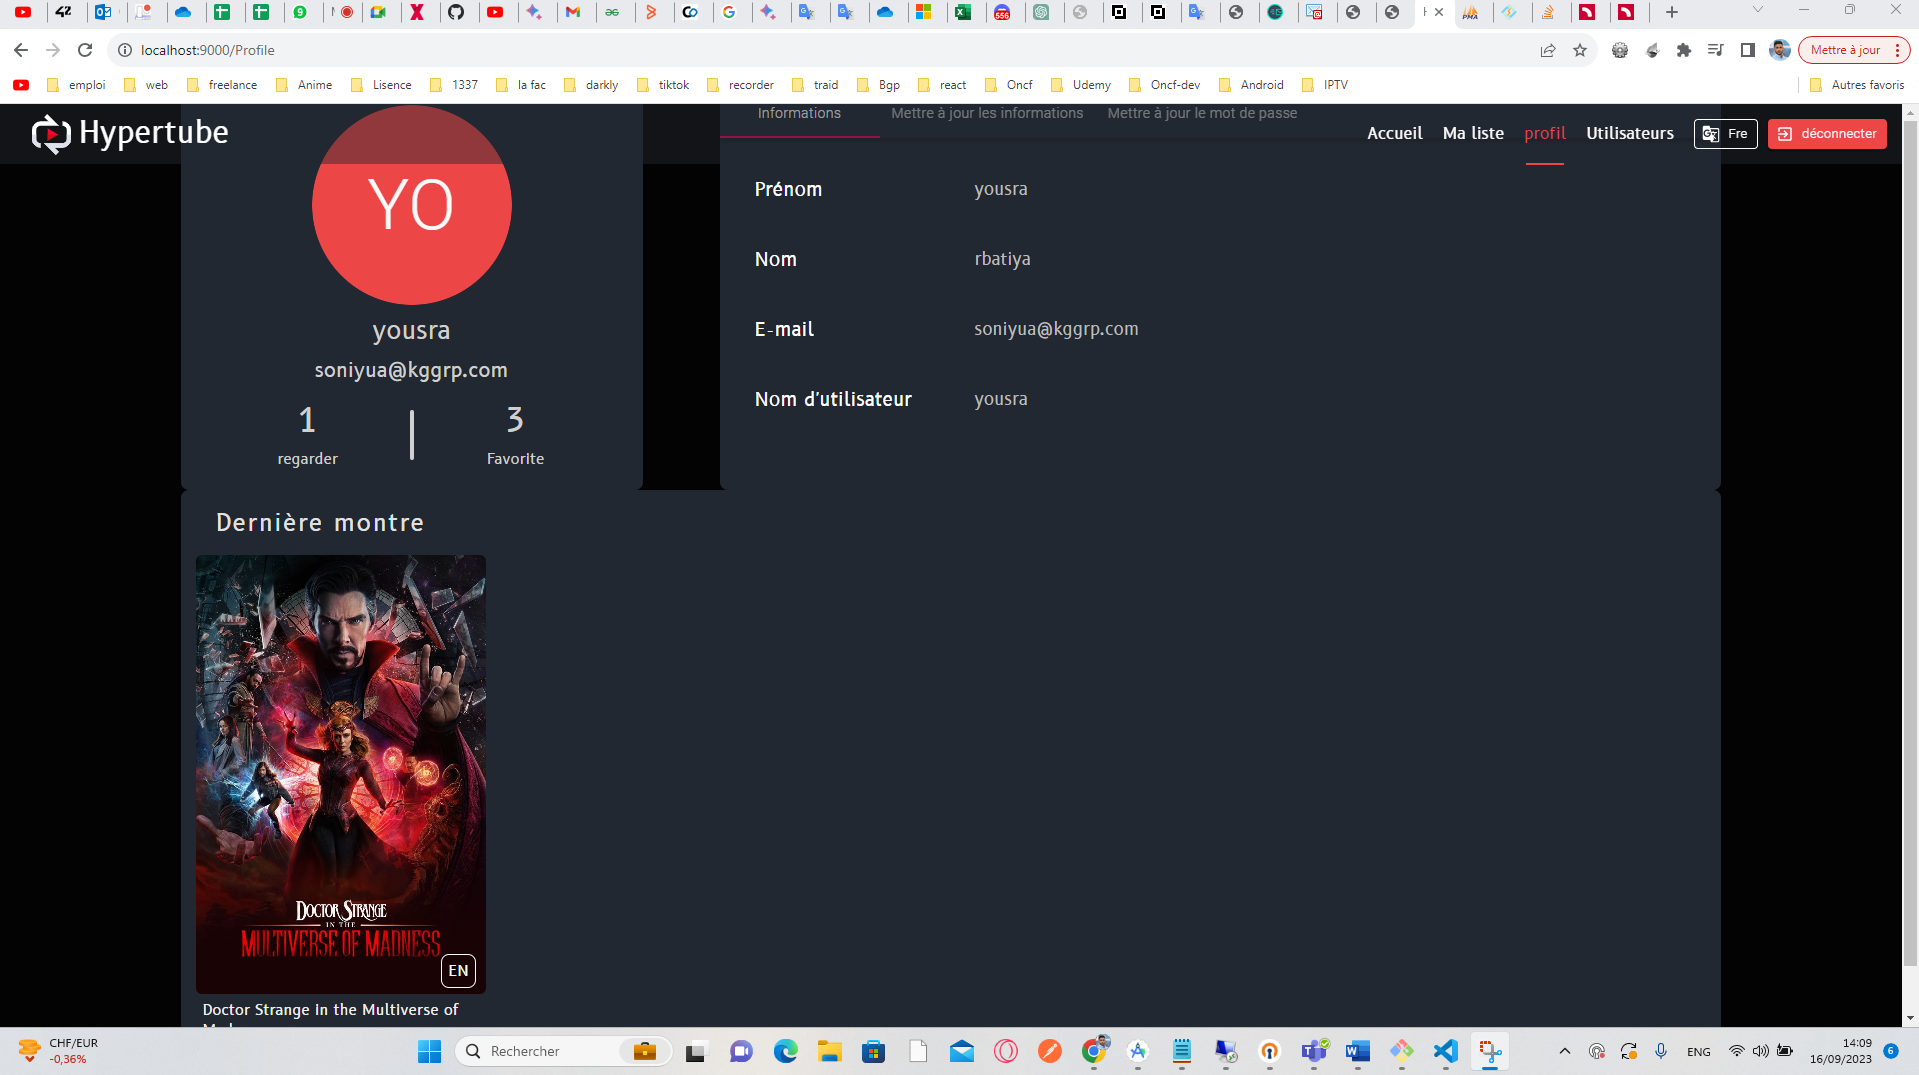 localhost:9000/Profile
Mettre à jour
emploi
web
freelance
Anime
Lisence
1337
la fac
darkly
tiktok
recorder
traid
Bgp
react
Oncf
Udemy
Oncf-dev
Android
IPTV
Autres favoris
Hypertube
Informations
Mettre à jour les informations
Mettre à jour le mot de passe
Accueil
Ma liste
profil
Utilisateurs
Fre
déconnecter
YO
yousra
soniyua@kggrp.com
1
regarder
3
Favorite
Prénom
yousra
Nom
rbatiya
E-mail
soniyua@kggrp.com
Nom d'utilisateur
yousra
Dernière montre
DOCTOR STRANGE
IN THE
MULTIVERSE OF MADNESS
EN
Doctor Strange in the Multiverse of
CHF/EUR
-0,36%
Rechercher
ENG
14:09
16/09/2023
6